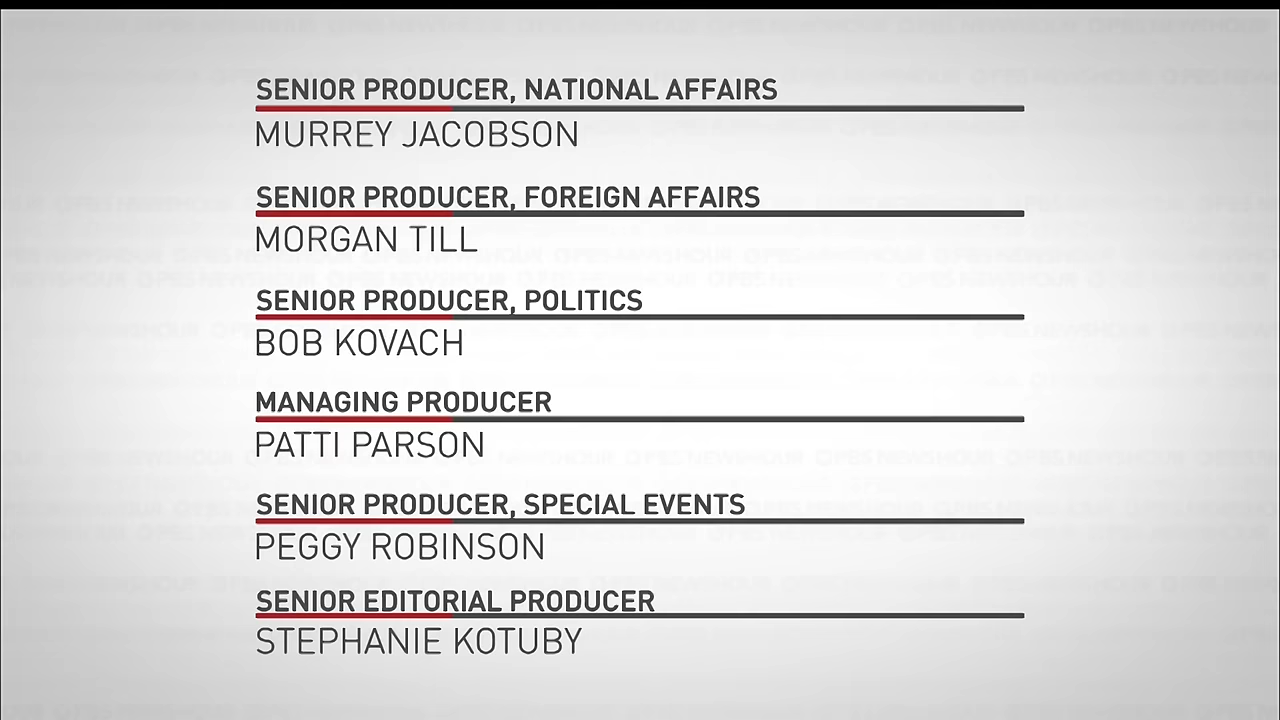 SENIOR PRODUCER, NATIONAL AFFAIRS
MURREY JACOBSON
SENIOR PRODUCER, FOREIGN AFFAIRS
MORGAN TILL
SENIOR PRODUCER, POLITICS
BOB KOVACH
MANAGING PRODUCER
PATTI PARSON
SENIOR PRODUCER, SPECIAL EVENTS
PEGGY ROBINSON
SENIOR EDITORIAL PRODUCER
STEPHANIE KOTUBY